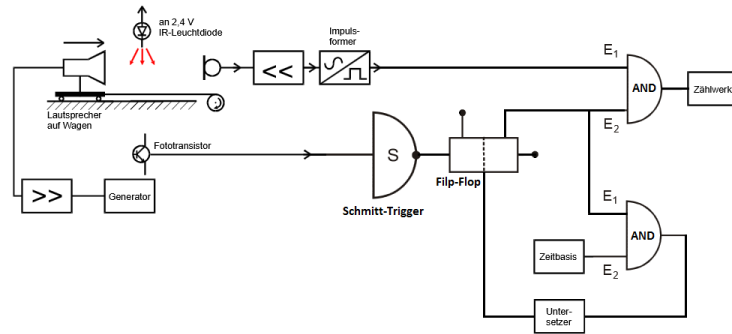 an 2,4 V
IR-Leuchtdiode
Impuls-
former
E1
<<
AND
Zählwerk
E2
Lautsprecher
auf Wagen
Fototransistor
S
Filp-Flop
Schmitt-Trigger
>>
Generator
E1
AND
Zeitbasis
E2
Unter-
setzer